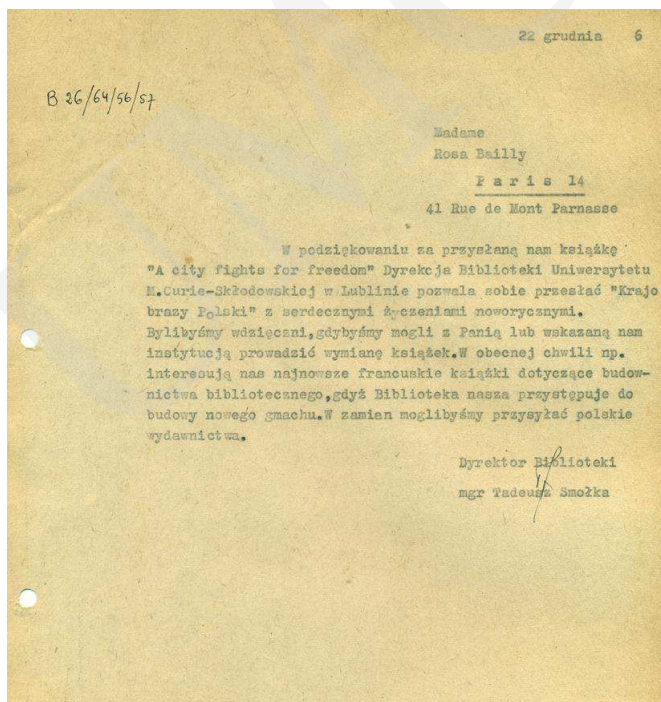 22 grudnia 6
B 26/64/56/57
Madame
Rosa Bailly
Paris 14
41 Rue de Mont Parnasse
W podziękowaniu za przysłaną nam książkę
"A city fights for freedom" Dyrekcja Biblioteki Uniwersytetu
M.Curie-Skłodowskiej w Lublinie pozwala sobie przesłać "Krajo
brazy Polski" z serdecznymi życzeniami noworycznymi.
Bylibyśmy wdzięczni,gdybyśmy mogli z Panią lub wskazaną nam
instytucją prowadzić wymianę książek.W obecnej chwili np.
interesują nas najnowsze francuskie książki dotyczące budow-
nictwa bibliotecznego,gdyż Biblioteka nasza przystępuje do
budowy nowego gmachu.W zamian moglibyśmy przysyłać polskie
wydawnictwa.
Dyrektor Biblioteki
mgr Tadeusz Smołka